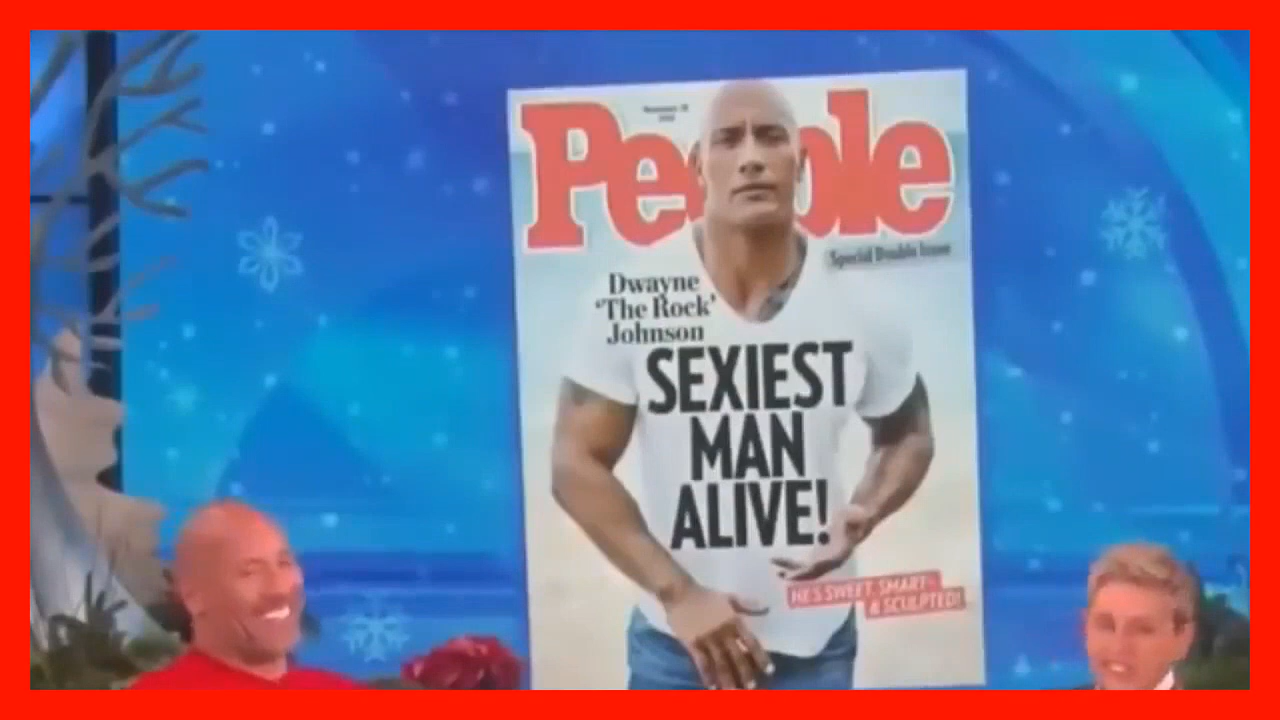 People
Special Double Issue
Dwayne
‘The Rock’
Johnson
SEXIEST
MAN
ALIVE!
HE'S SWEET, SMART–
& SCULPTED!